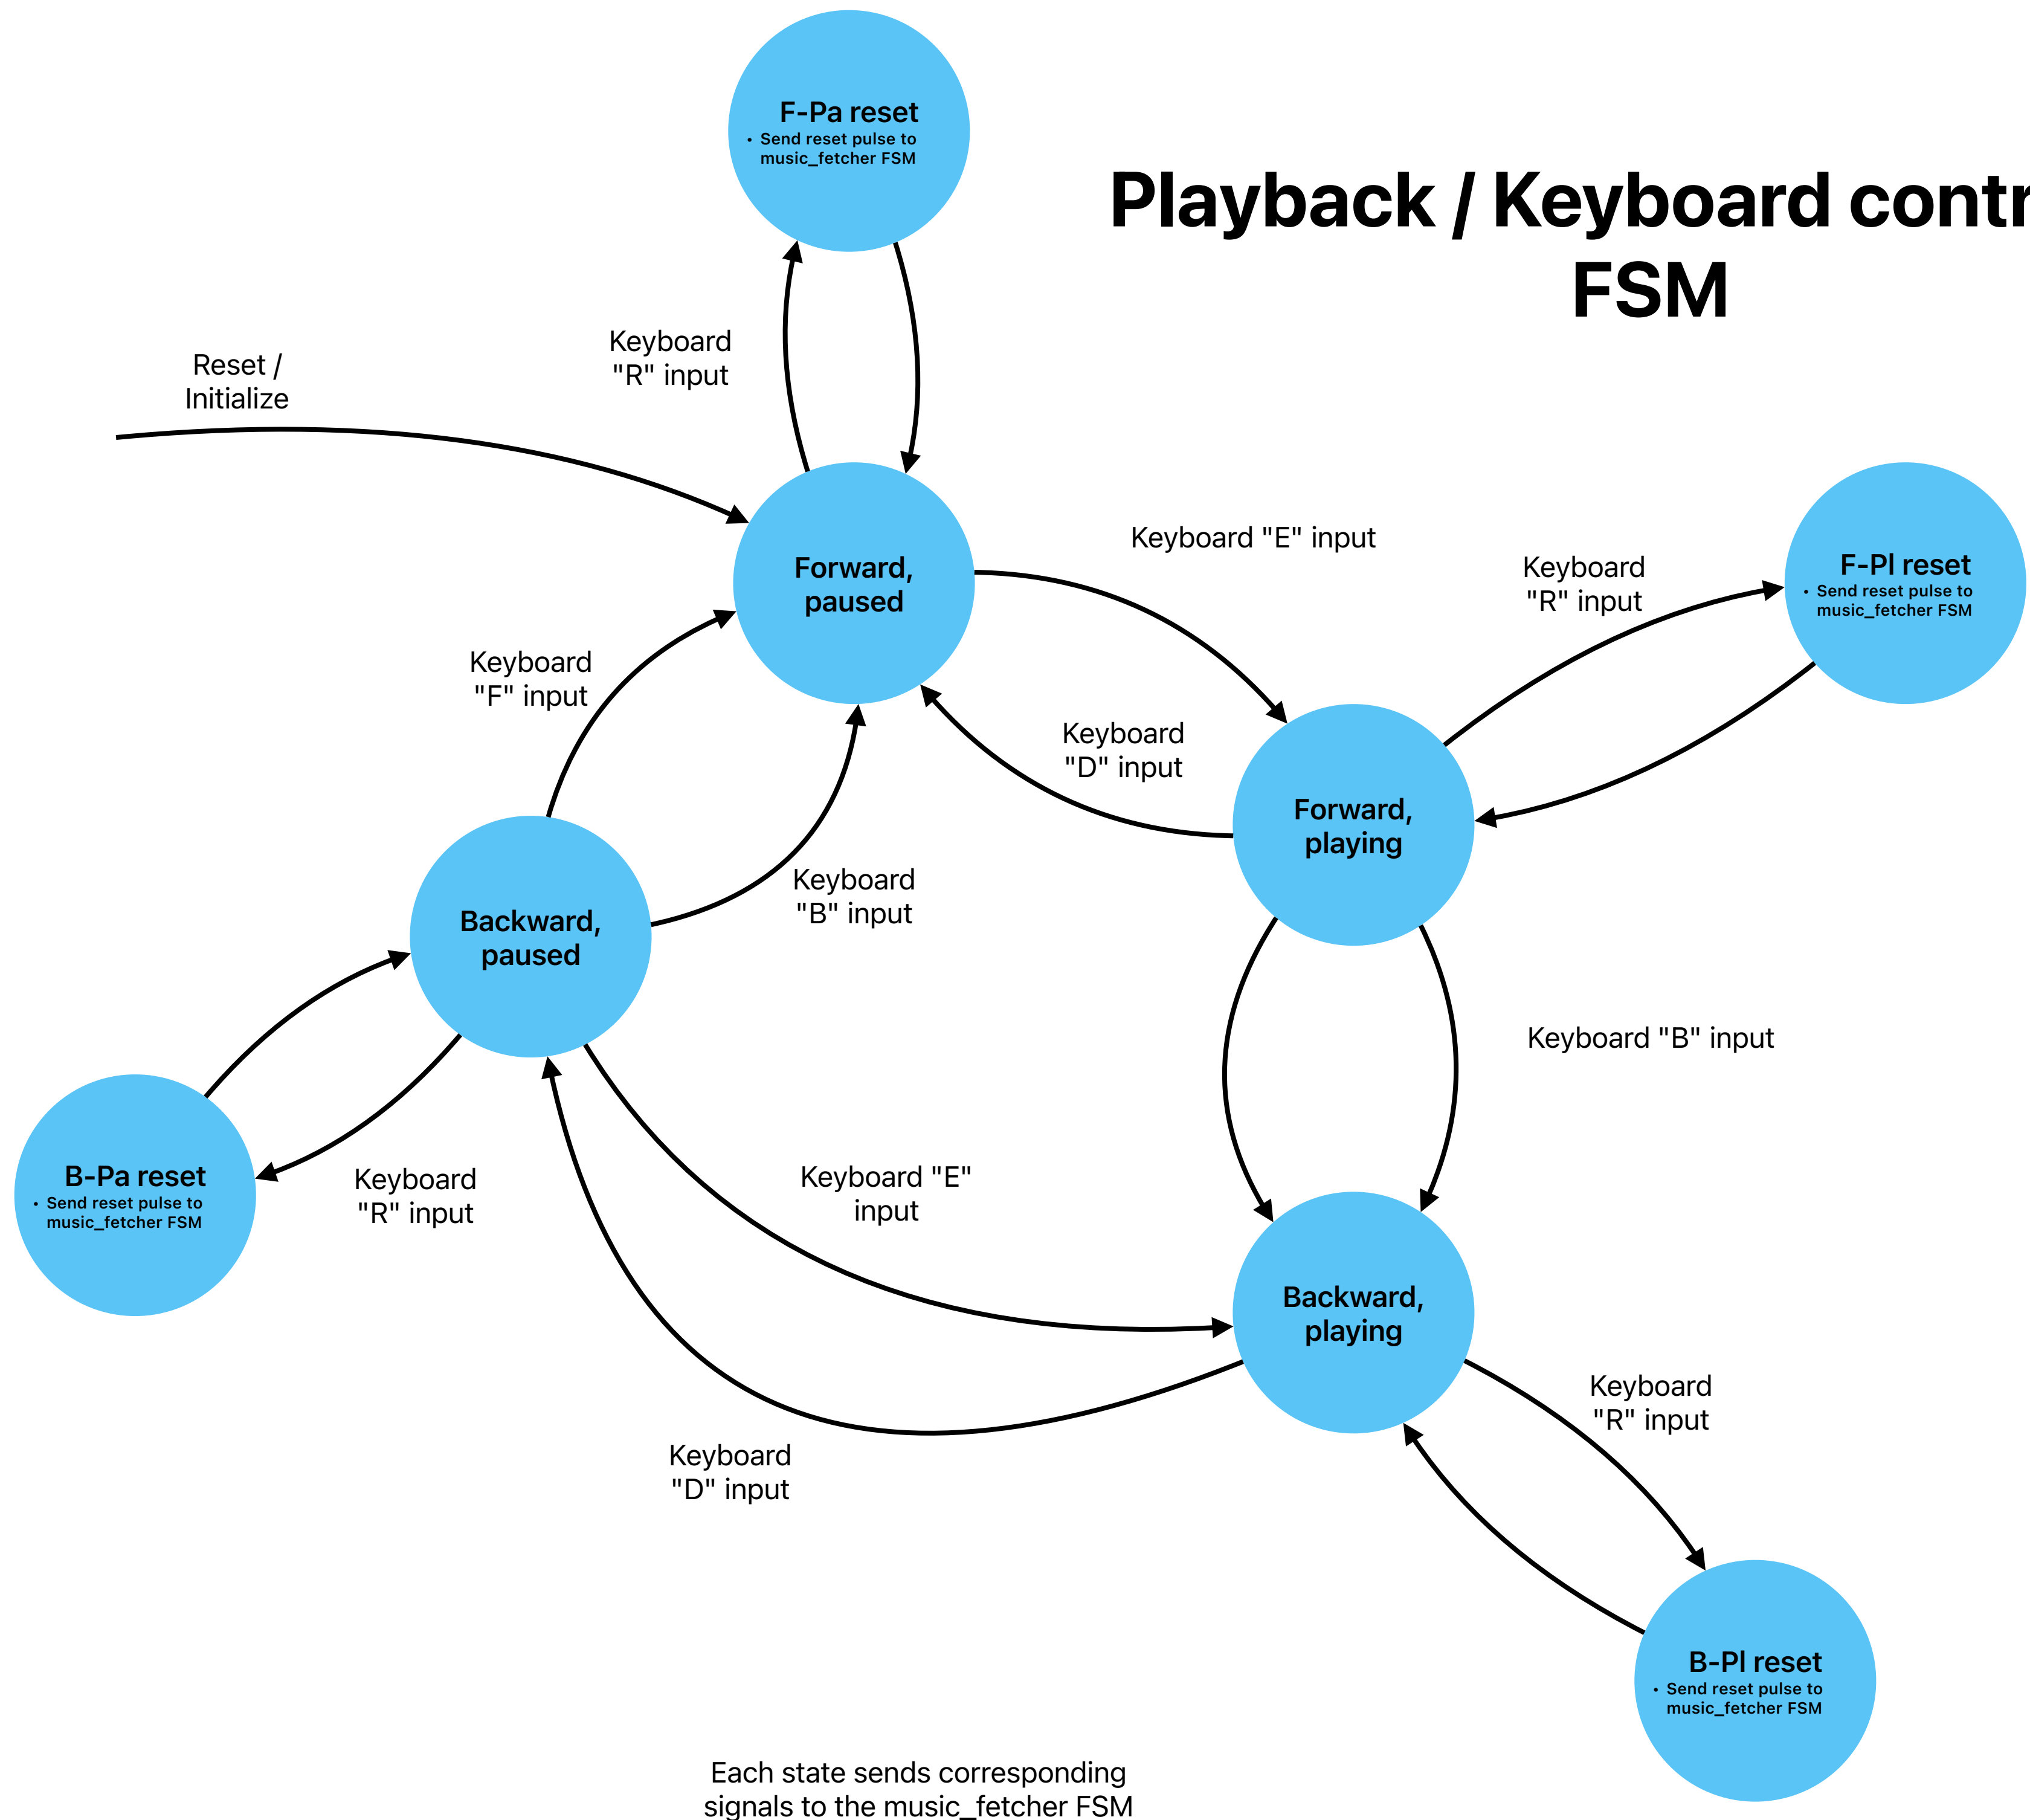 F-Pa reset
• Send reset pulse to
music_fetcher FSM
Playback / Keyboard contr
FSM
Keyboard
"R" input
Reset /
Initialize
Forward,
paused
Keyboard "E" input
Keyboard
"R" input
F-Pl reset
• Send reset pulse to
music_fetcher FSM
Keyboard
"F" input
Keyboard
"D" input
Forward,
playing
Keyboard
"B" input
Backward,
paused
Keyboard "B" input
B-Pa reset
• Send reset pulse to
music_fetcher FSM
Keyboard
"R" input
Keyboard "E"
input
Backward,
playing
Keyboard
"R" input
Keyboard
"D" input
B-Pl reset
• Send reset pulse to
music_fetcher FSM
Each state sends corresponding
signals to the music_fetcher FSM